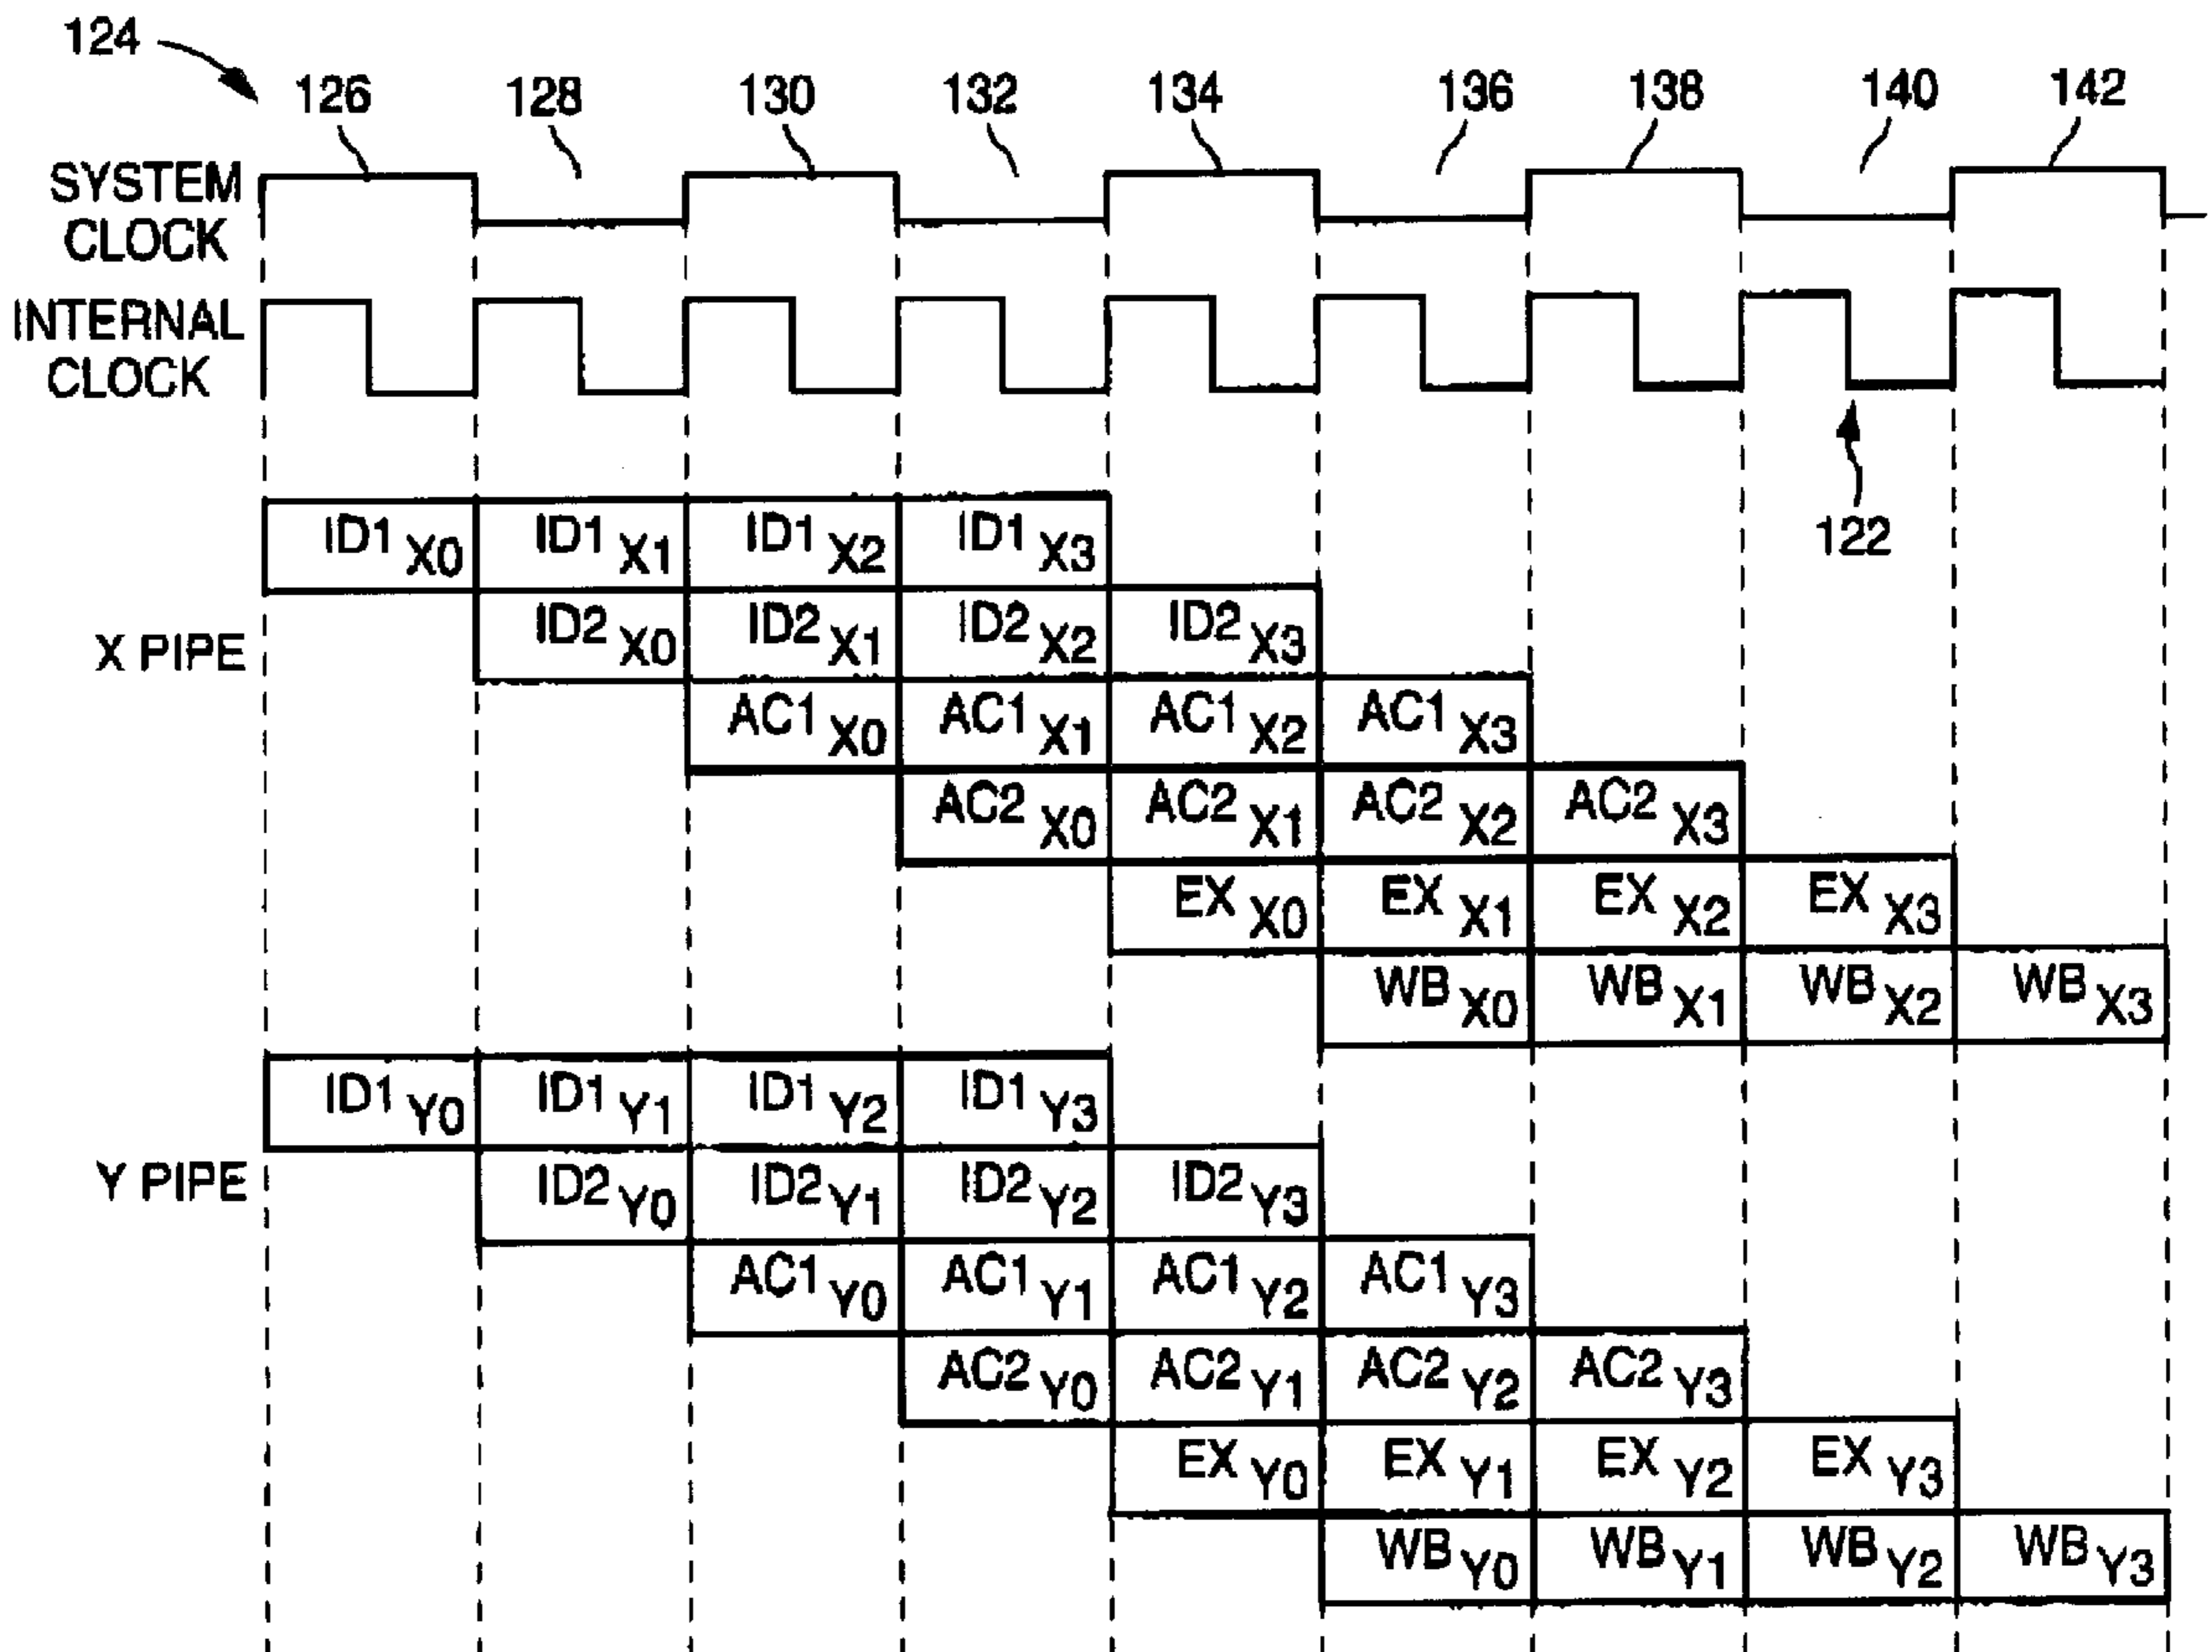 124
126 128 130 132 134 136 138 140 142
SYSTEM
CLOCK
INTERNAL
CLOCK
122
X PIPE
ID1 X0 ID1 X1 ID1 X2 ID1 X3
ID2 X0 ID2 X1 ID2 X2 ID2 X3
AC1 X0 AC1 X1 AC1 X2 AC1 X3
AC2 X0 AC2 X1 AC2 X2 AC2 X3
EX X0 EX X1 EX X2 EX X3
WB X0 WB X1 WB X2 WB X3
Y PIPE
ID1 Y0 ID1 Y1 ID1 Y2 ID1 Y3
ID2 Y0 ID2 Y1 ID2 Y2 ID2 Y3
AC1 Y0 AC1 Y1 AC1 Y2 AC1 Y3
AC2 Y0 AC2 Y1 AC2 Y2 AC2 Y3
EX Y0 EX Y1 EX Y2 EX Y3
WB Y0 WB Y1 WB Y2 WB Y3